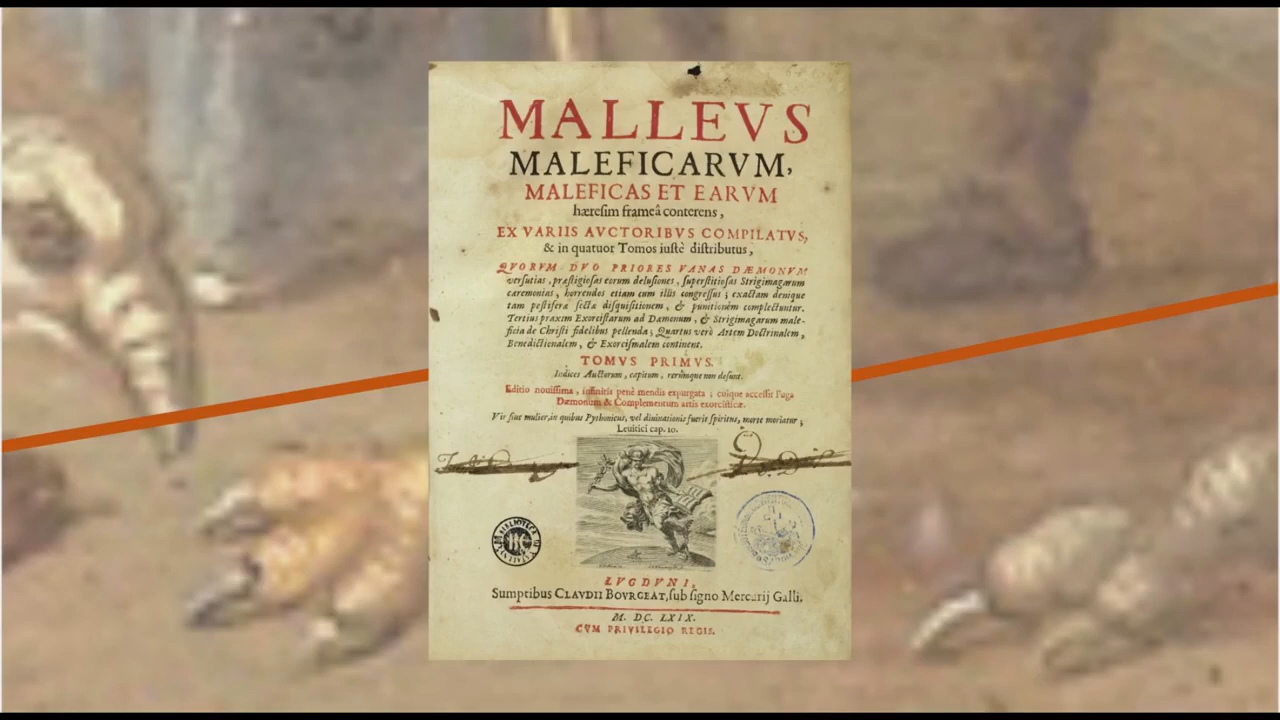 MALLEVS
MALEFICARVM,
MALEFICAS ET EARVM
hæresim frameâ conterens,
EX VARIIS AVCTORIBVS COMPILATVS,
& in quatuor Tomos iustè distributus,
QVORVM DVO PRIORES VANAS DÆMONVM
versutias, præstigiosas eorum delusiones, superstitiosas Strigimagarum
cæremonias, horrendos etiam cum illis congressus; exactam denique
tam pestiferæ sectæ disquisitionem, & punitionem complectuntur.
Tertius praxim Exorcistarum ad Dæmonum, & Strigimagarum male-
ficia de Christi fidelibus pellenda; Quartus verò Artem Doctrinalem,
Benedictionalem, & Exorcismalem continent.
TOMVS PRIMVS.
Indices Auctorum, capitum, rerúmque non desunt.
Editio nouissima, infinitis penè mendis expurgata; cuique accessit Fuga
Dæmonum & Complementum artis exorcisticæ.
Vir siue mulier, in quibus Pythonicus, vel diuinationis fuerit spiritus, morte moriatur;
Leuitici cap. 10.
LVGDVNI,
Sumptibus CLAVDII BOVRGEAT, sub signo Mercurij Galli.
M. DC. LXIX.
CVM PRIVILEGIO REGIS.